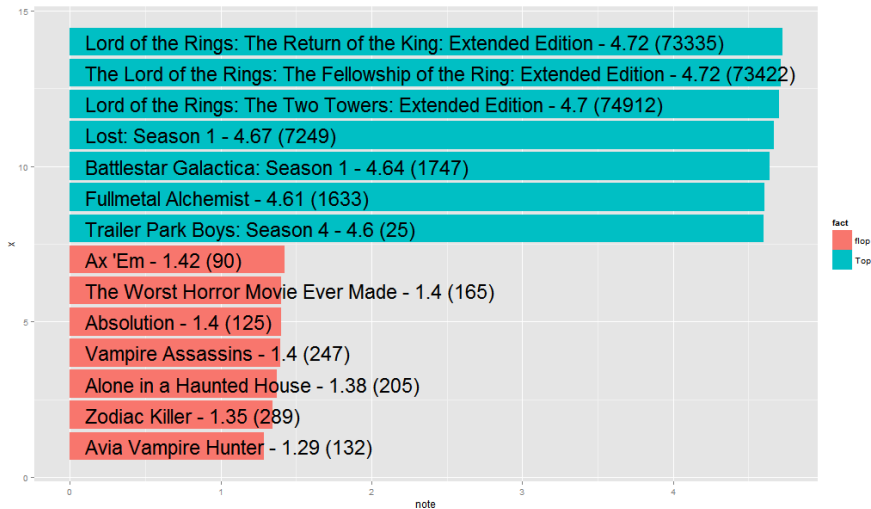 15
Lord of the Rings: The Return of the King: Extended Edition - 4.72 (73335)
The Lord of the Rings: The Fellowship of the Ring: Extended Edition - 4.72 (73422)
Lord of the Rings: The Two Towers: Extended Edition - 4.7 (74912)
Lost: Season 1 - 4.67 (7249)
10
Battlestar Galactica: Season 1 - 4.64 (1747)
Fullmetal Alchemist - 4.61 (1633)
Trailer Park Boys: Season 4 - 4.6 (25)
x
Ax 'Em - 1.42 (90)
The Worst Horror Movie Ever Made - 1.4 (165)
5
Absolution - 1.4 (125)
Vampire Assassins - 1.4 (247)
Alone in a Haunted House - 1.38 (205)
Zodiac Killer - 1.35 (289)
Avia Vampire Hunter - 1.29 (132)
0
0 1 2 3 4
note
fact
flop
Top